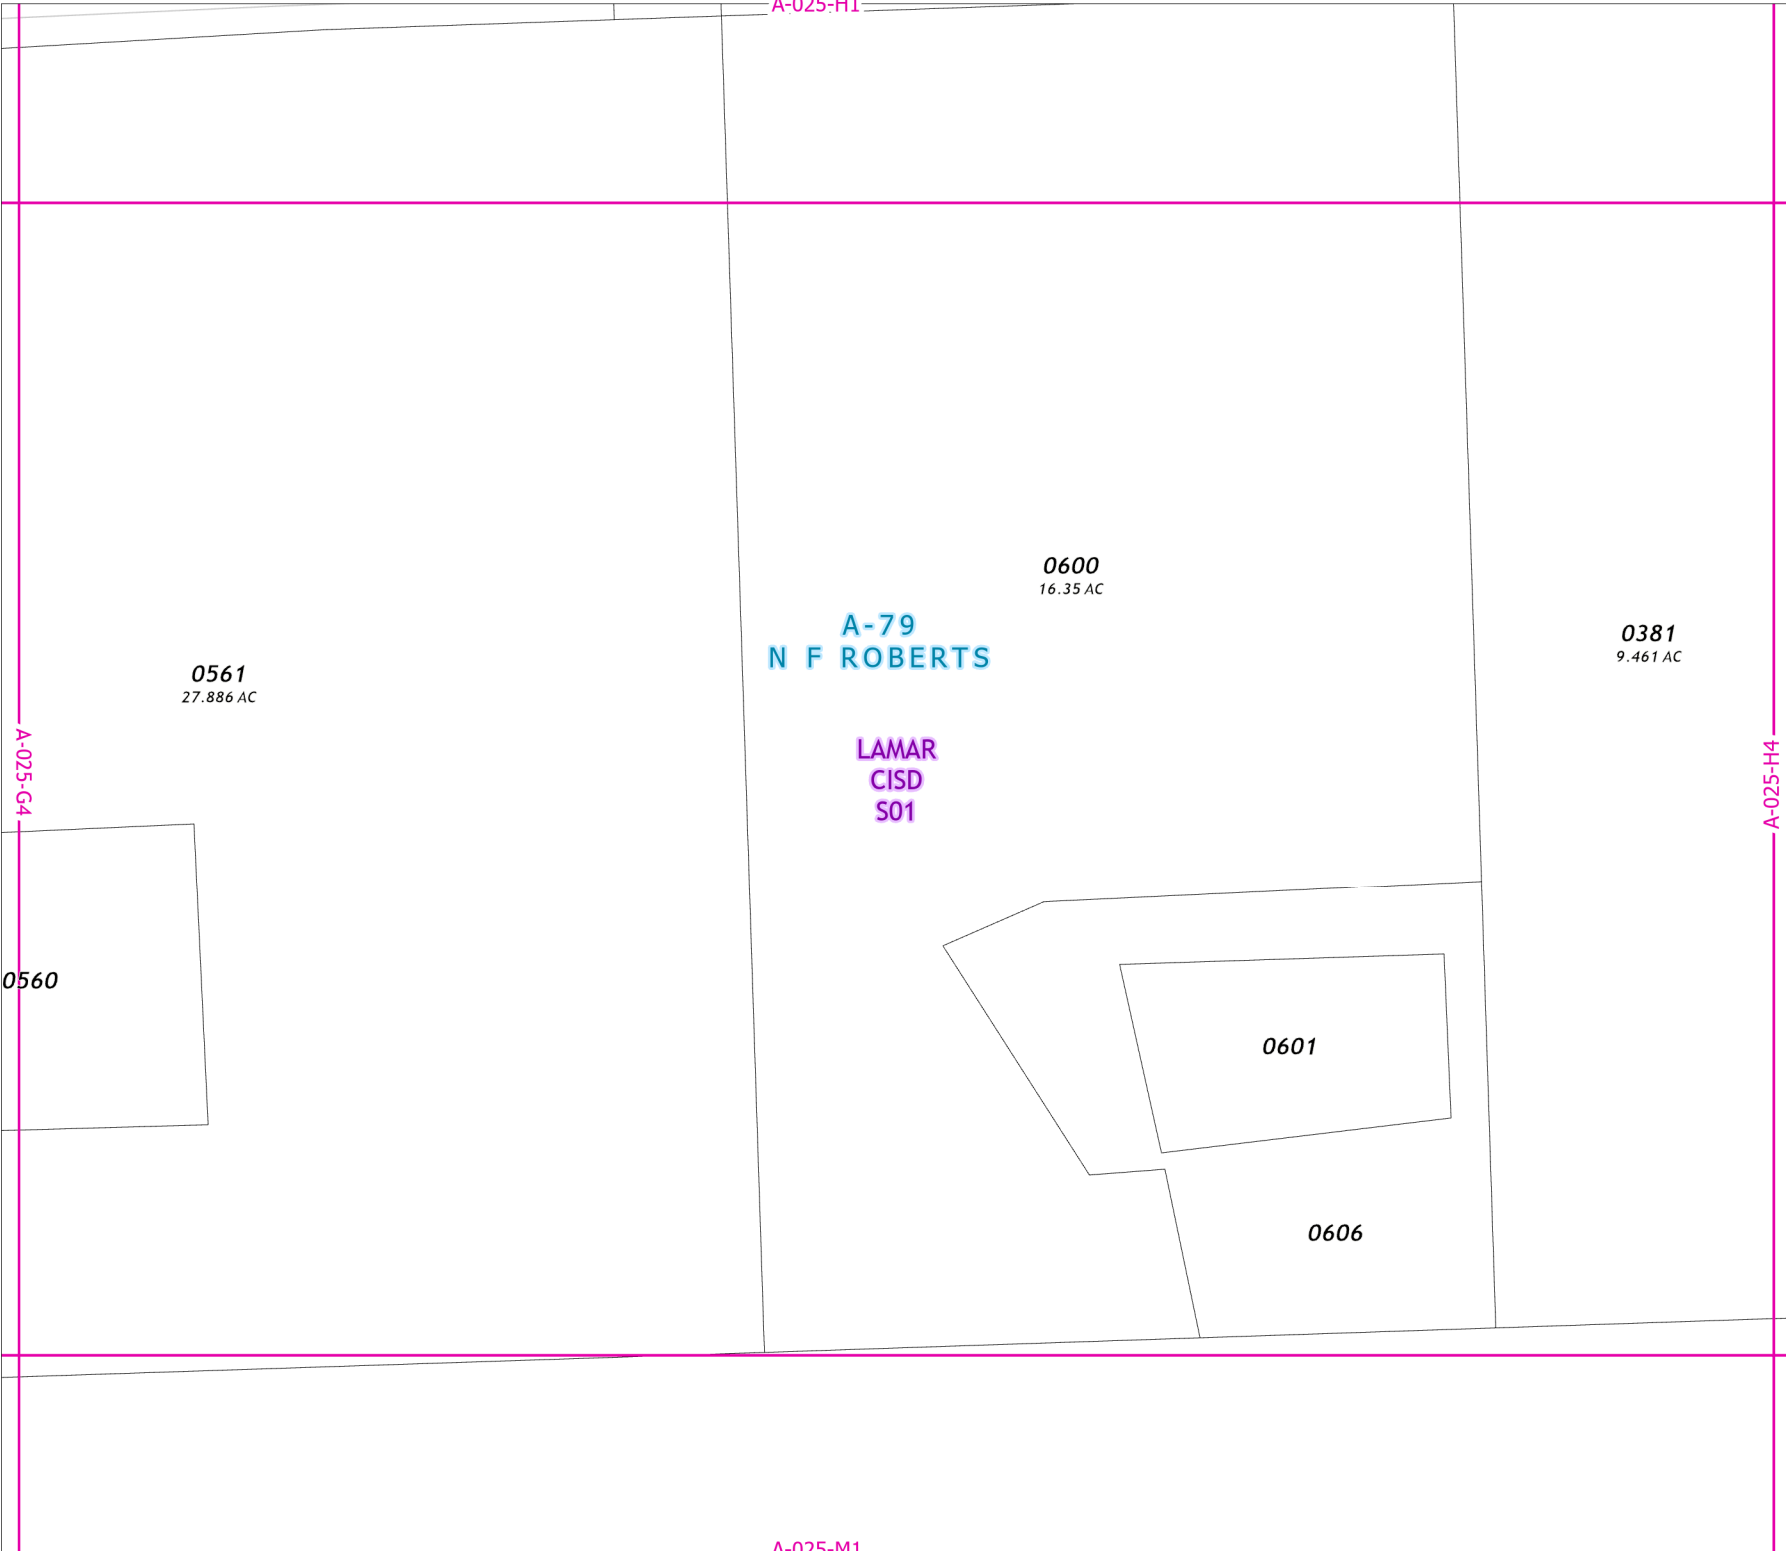 A-025-H1
0600
16.35 AC
A-79
N F ROBERTS
0381
9.461 AC
0561
27.886 AC
LAMAR
CISD
S01
A-025-G4
A-025-H4
0560
0601
0606
A-025-M1